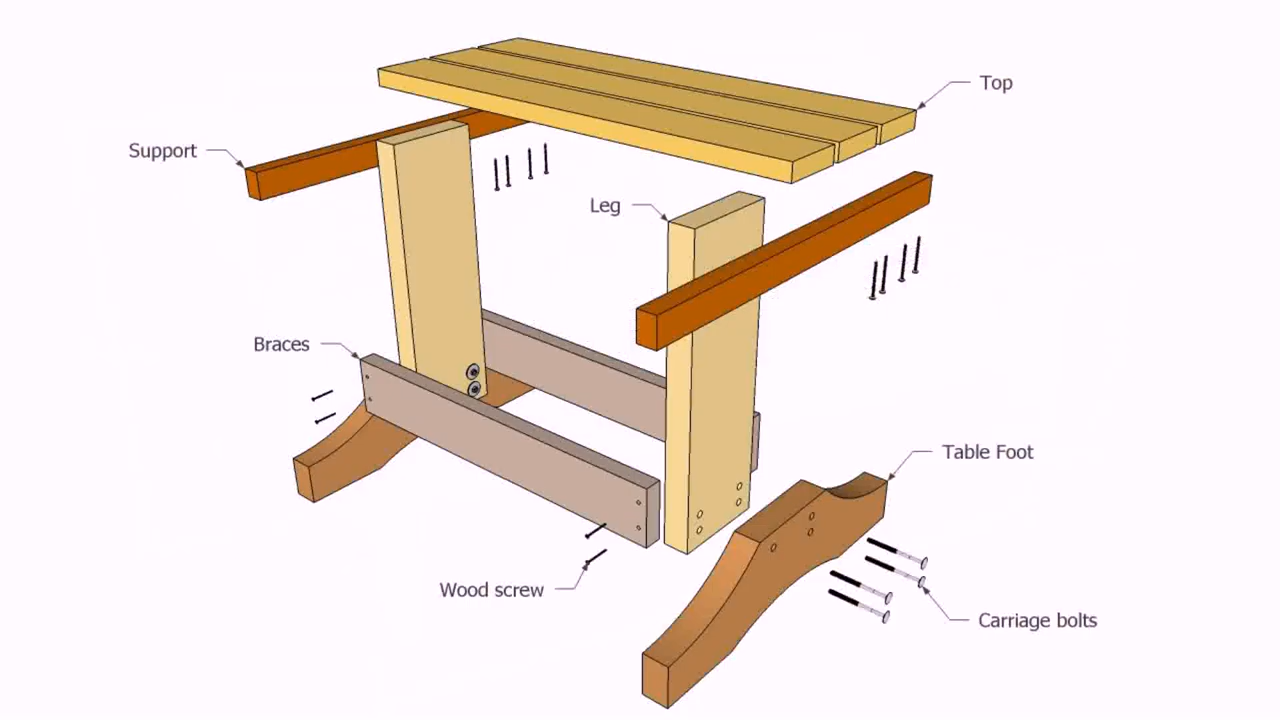 Top
Support
Leg
Braces
Table Foot
Wood screw
Carriage bolts